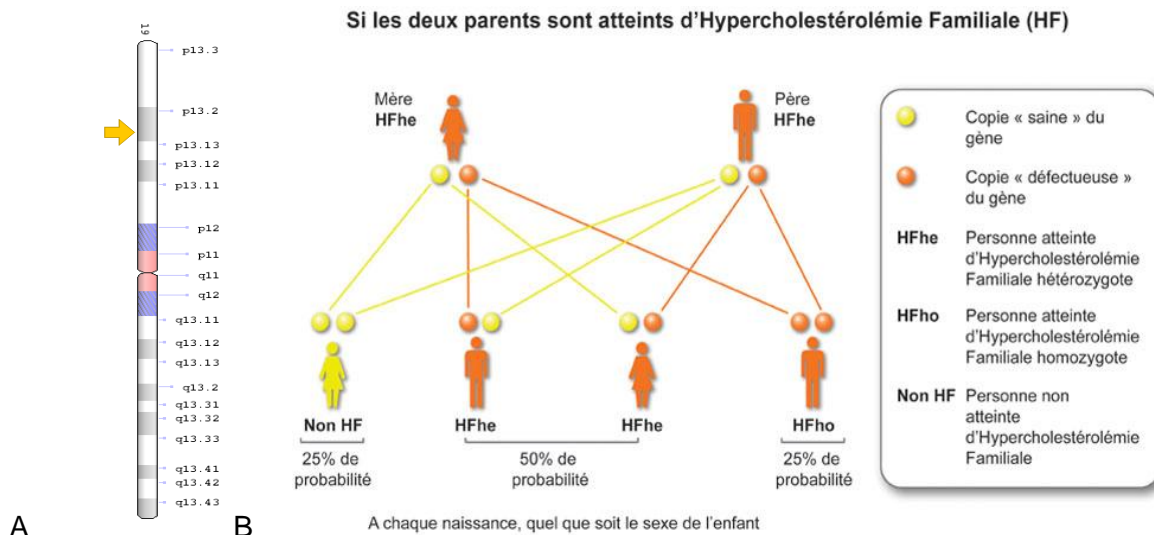 Si les deux parents sont atteints d’Hypercholestérolémie Familiale (HF)
19
p13.3
p13.2
p13.13
p13.12
p13.11
p12
p11
q11
q12
q13.11
q13.12
q13.13
q13.2
q13.31
q13.32
q13.33
q13.41
q13.42
q13.43
A
Mère
HFhe
Père
HFhe
Non HF
HFhe
HFhe
HFho
25% de
probabilité
50% de
probabilité
25% de
probabilité
B
A chaque naissance, quel que soit le sexe de l’enfant
Copie « saine » du
gène
Copie « défectueuse »
du gène
HFhe Personne atteinte
d’Hypercholestérolémie
Familiale hétérozygote
HFho Personne atteinte
d’Hypercholestérolémie
Familiale homozygote
Non HF Personne non
atteinte
d’Hypercholestérolémie
Familiale